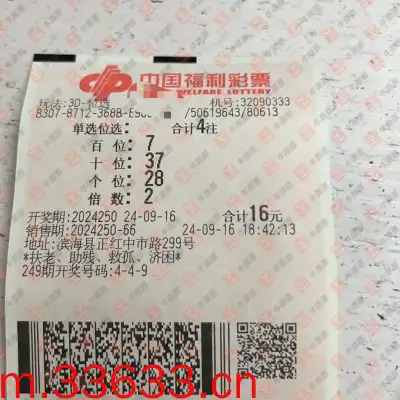 中国福利彩票
WELFARE LOTTERY
玩法:3D-位选 机号:32090333
B307-8712-368B- /50619643/80613
单选位选: 合计4注
百位: 7
十位: 37
个位: 28
倍数: 2
开奖期:2024250 24-09-16 合计16元
销售期:2024250-66 24-09-16 18:42:13
地址:滨海县正红中市路299号
*扶老、助残、救孤、济困*
249期开奖号码:4-4-9
m.33633.cn